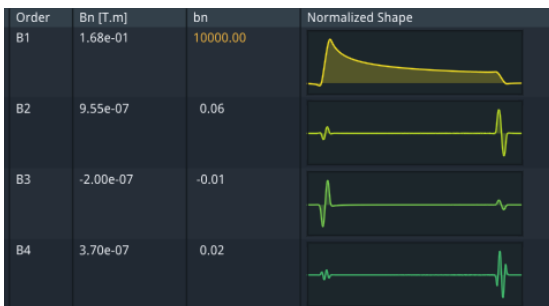 Order Bn [T.m] bn Normalized Shape
B1 1.68e-01 10000.00
B2 9.55e-07 0.06
B3 -2.00e-07 -0.01
B4 3.70e-07 0.02